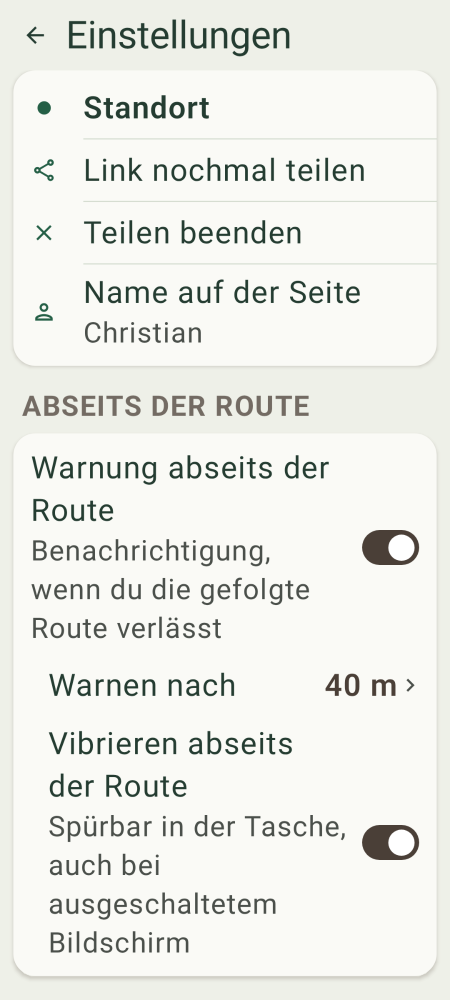 Einstellungen
Standort
Link nochmal teilen
Teilen beenden
Name auf der Seite
Christian
ABSEITS DER ROUTE
Warnung abseits der
Route
Benachrichtigung,
wenn du die gefolgte
Route verlässt
Warnen nach 40 m
Vibrieren abseits
der Route
Spürbar in der Tasche,
auch bei
ausgeschaltetem
Bildschirm